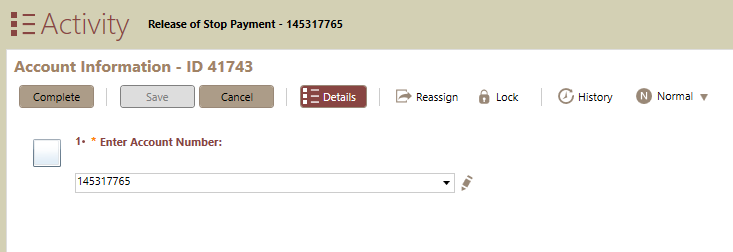 Activity Release of Stop Payment - 145317765
Account Information - ID 41743
Complete Save Cancel Details Reassign Lock History N Normal
1• * Enter Account Number:
145317765